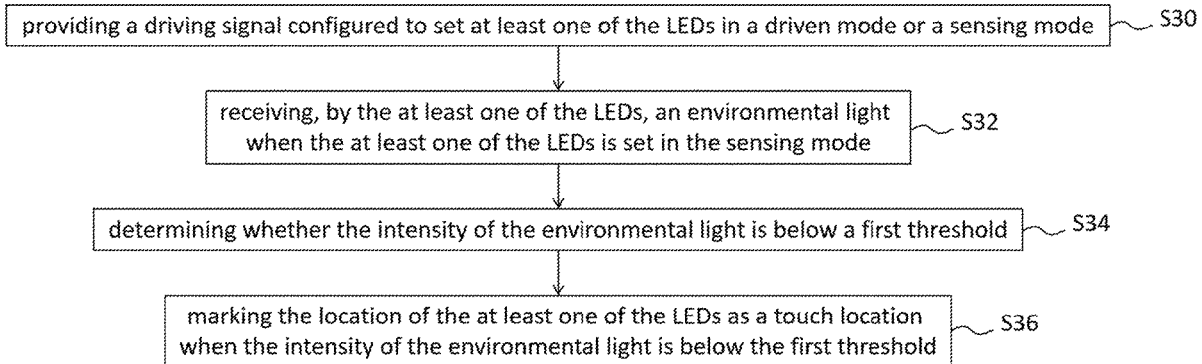 providing a driving signal configured to set at least one of the LEDs in a driven mode or a sensing mode
S30
receiving, by the at least one of the LEDs, an environmental light
when the at least one of the LEDs is set in the sensing mode
S32
determining whether the intensity of the environmental light is below a first threshold
S34
marking the location of the at least one of the LEDs as a touch location
when the intensity of the environmental light is below the first threshold
S36